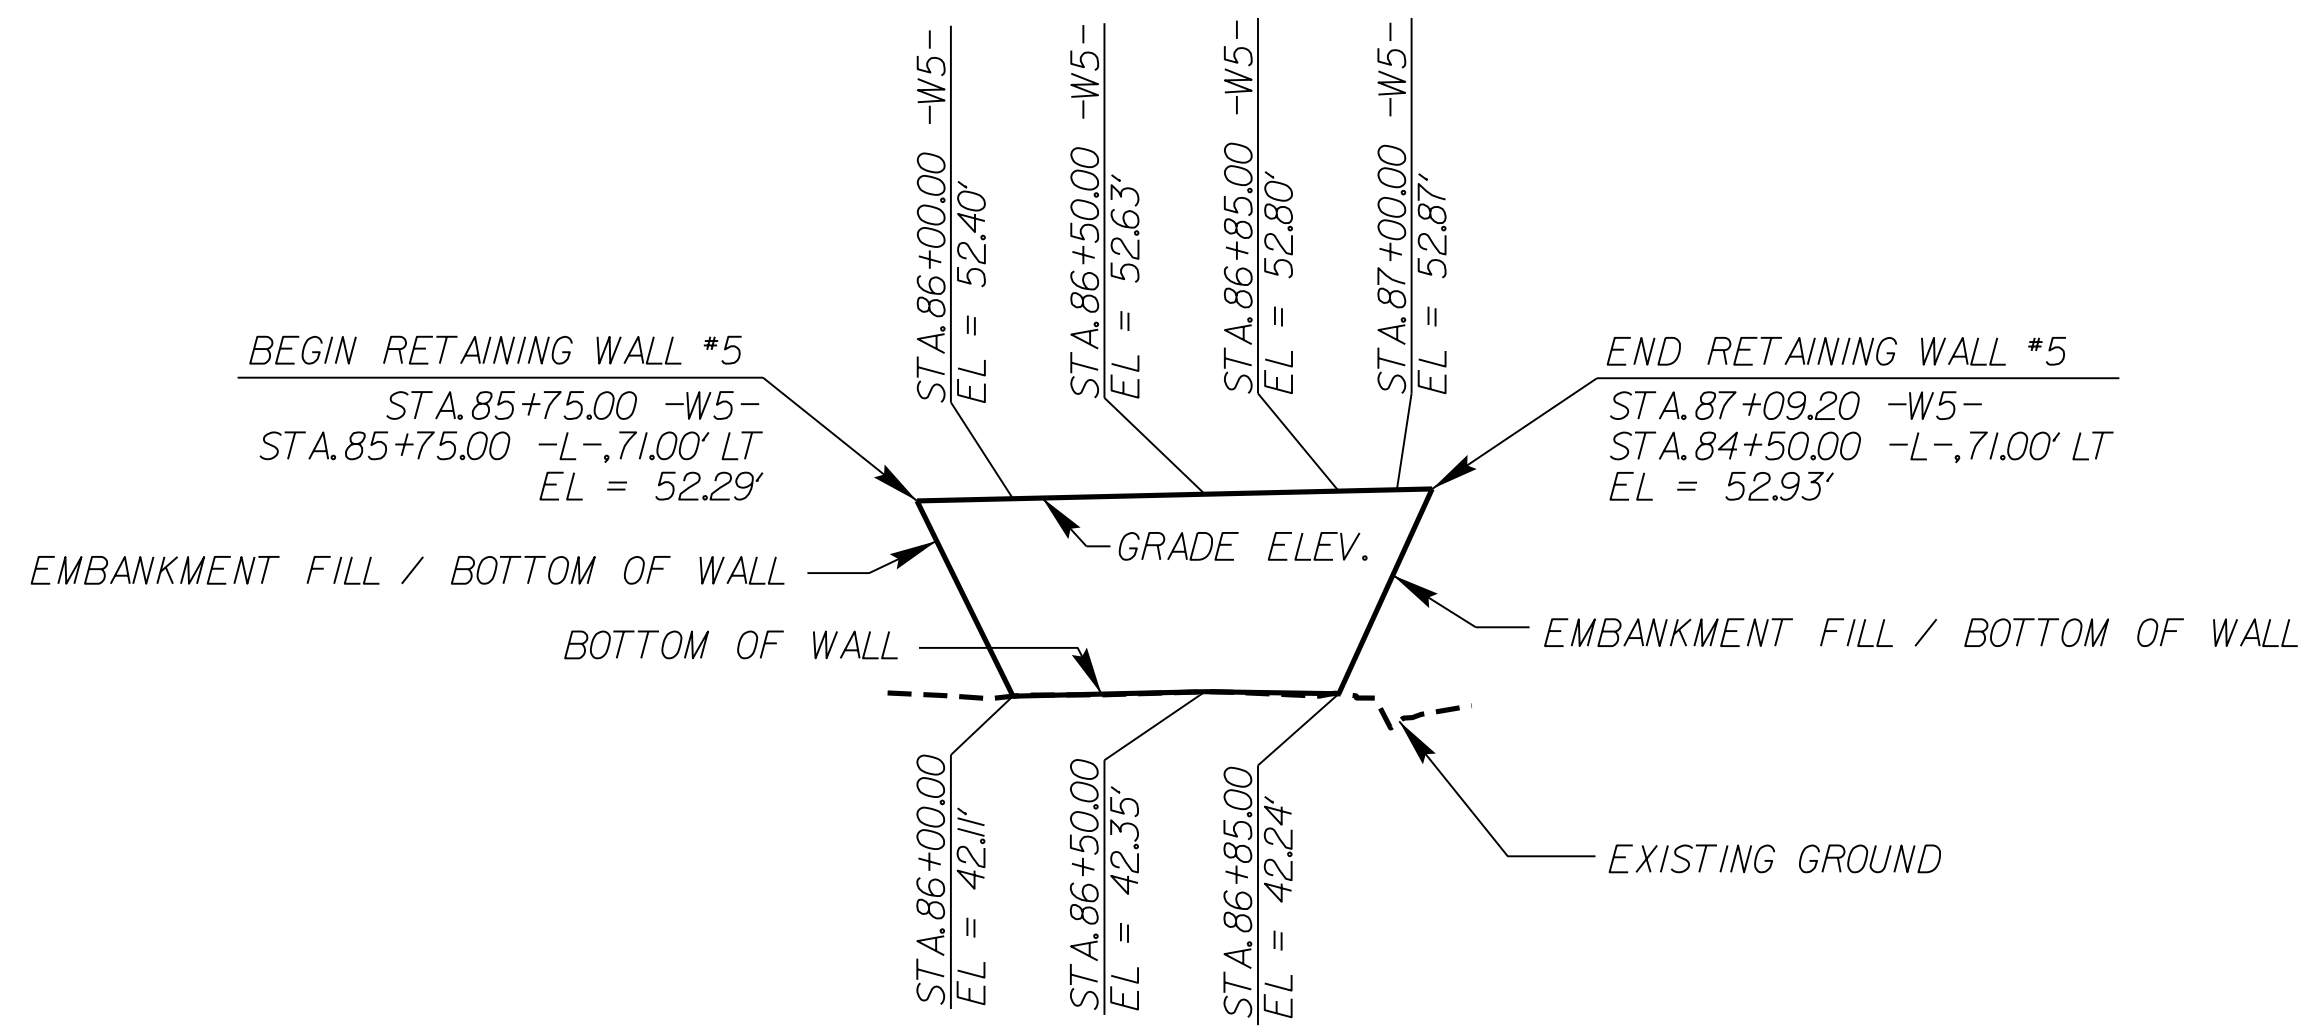 STA.86+00.00 -W5-
EL = 52.40'
STA.86+50.00 -W5-
EL = 52.63'
STA.86+85.00 -W5-
EL = 52.80'
STA.87+00.00 -W5-
EL = 52.87'
BEGIN RETAINING WALL #5
STA.85+75.00 -W5-
STA.85+75.00 -L-,71.00' LT
EL = 52.29'
END RETAINING WALL #5
STA.87+09.20 -W5-
STA.84+50.00 -L-,71.00' LT
EL = 52.93'
GRADE ELEV.
EMBANKMENT FILL / BOTTOM OF WALL
EMBANKMENT FILL / BOTTOM OF WALL
BOTTOM OF WALL
STA.86+00.00
EL = 42.11'
STA.86+50.00
EL = 42.35'
STA.86+85.00
EL = 42.24'
EXISTING GROUND